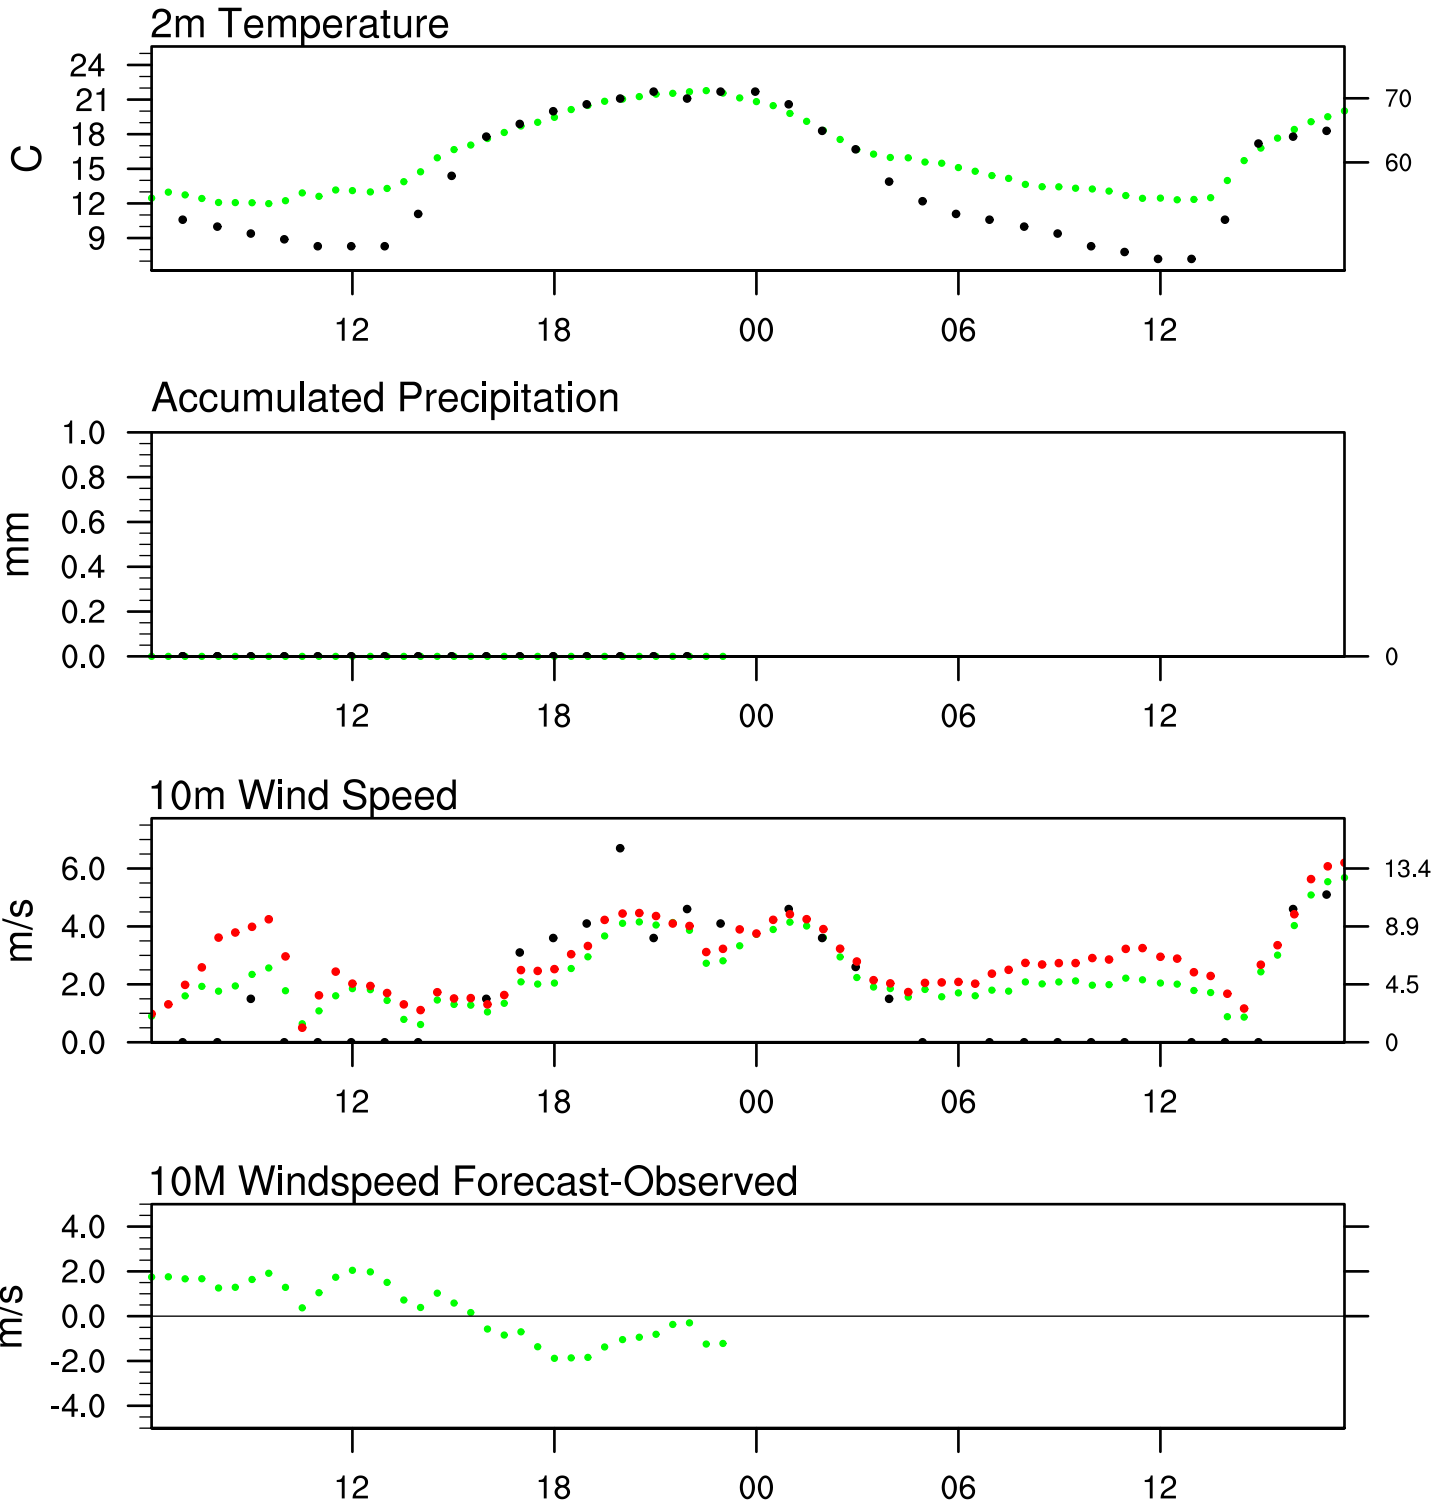 2m Temperature
24
21
18
15
12
9
C
70
60
12 18 00 06 12
Accumulated Precipitation
1.0
0.8
0.6
0.4
0.2
0.0
mm
0
12 18 00 06 12
10m Wind Speed
6.0
4.0
2.0
0.0
m/s
13.4
8.9
4.5
0
12 18 00 06 12
10M Windspeed Forecast-Observed
4.0
2.0
0.0
-2.0
-4.0
m/s
12 18 00 06 12